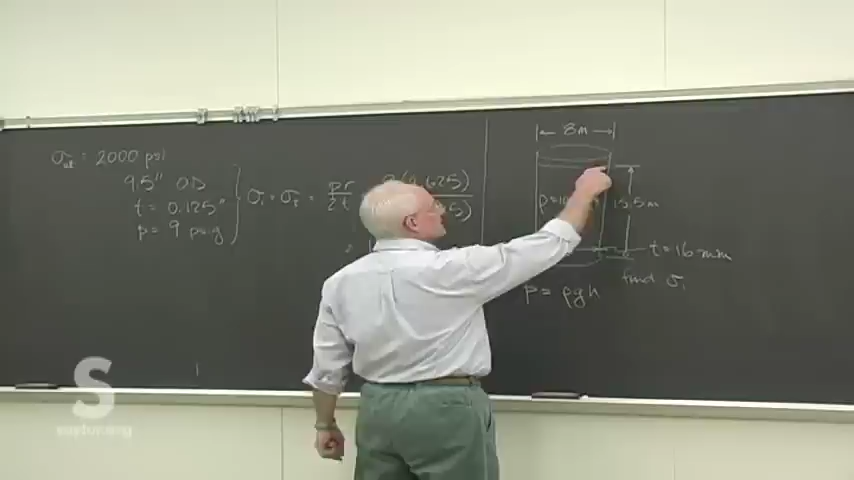 σult = 2000 psi
9.5" OD
t = 0.125"
p = 9 psig
σ₁ = σ₂ = pr / 2t
8m
15.5m
t = 16 mm
find σ₁
p = ρgh
saylor.org